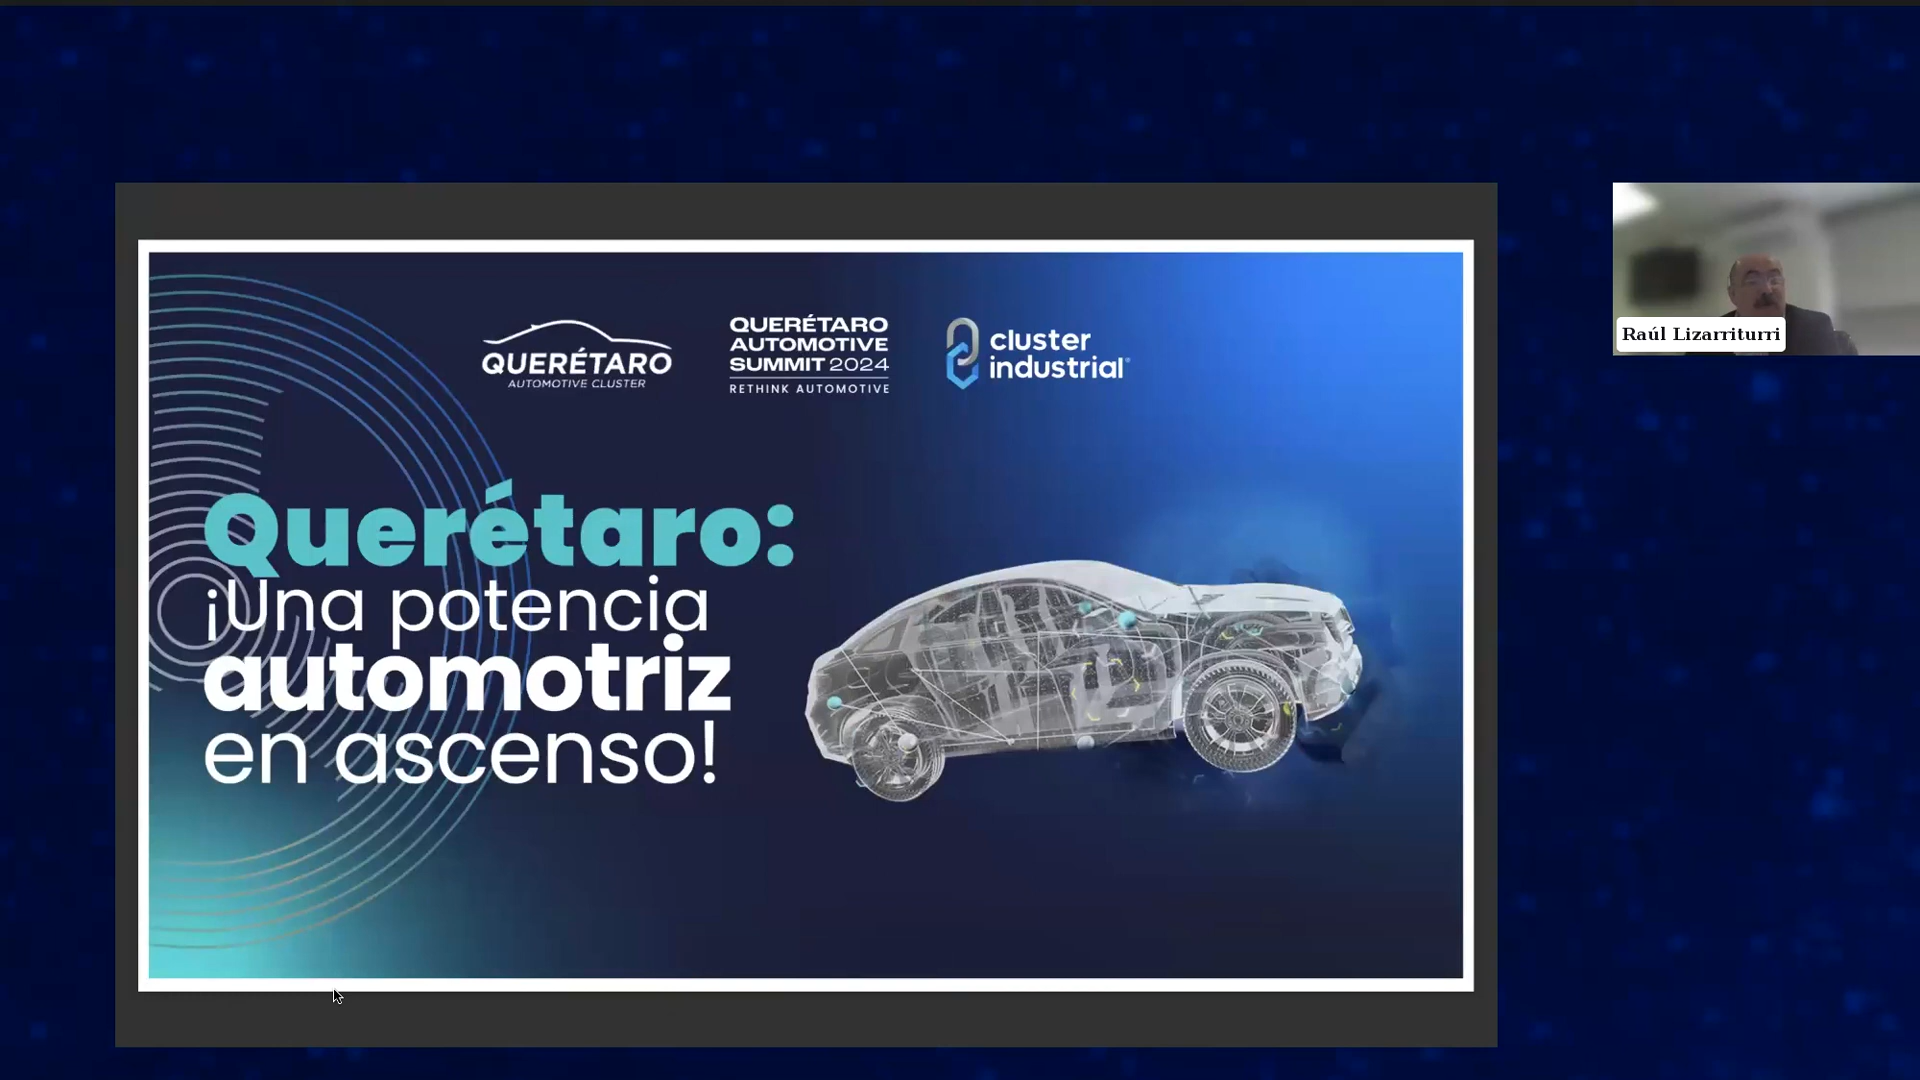 QUERÉTARO
AUTOMOTIVE CLUSTER
QUERÉTARO
AUTOMOTIVE
SUMMIT 2024
RETHINK AUTOMOTIVE
cluster
industrial
Querétaro:
¡Una potencia
automotriz
en ascenso!
Raúl Lizarriturri